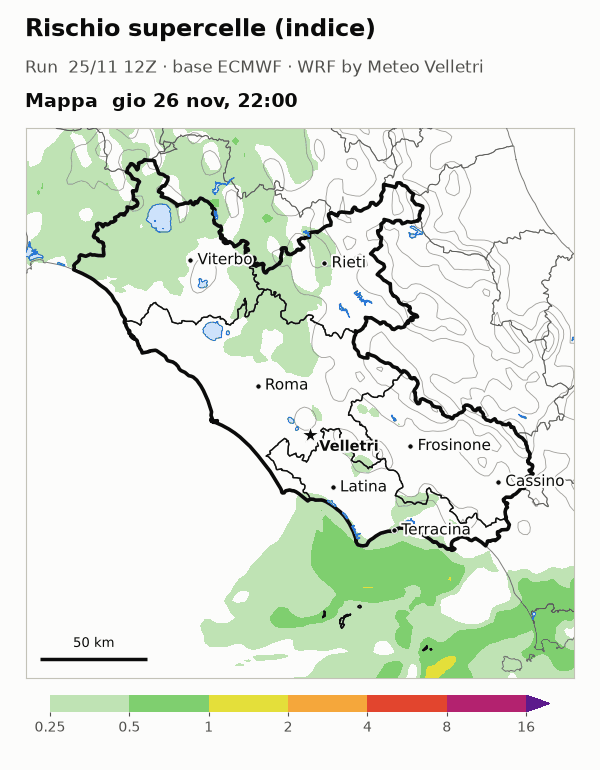 Rischio supercelle (indice)
Run  25/11 12Z · base ECMWF · WRF by Meteo Velletri
Mappa  gio 26 nov, 22:00
Viterbo
Rieti
Roma
Velletri
Frosinone
Latina
Cassino
Terracina
50 km
0.25 0.5 1 2 4 8 16